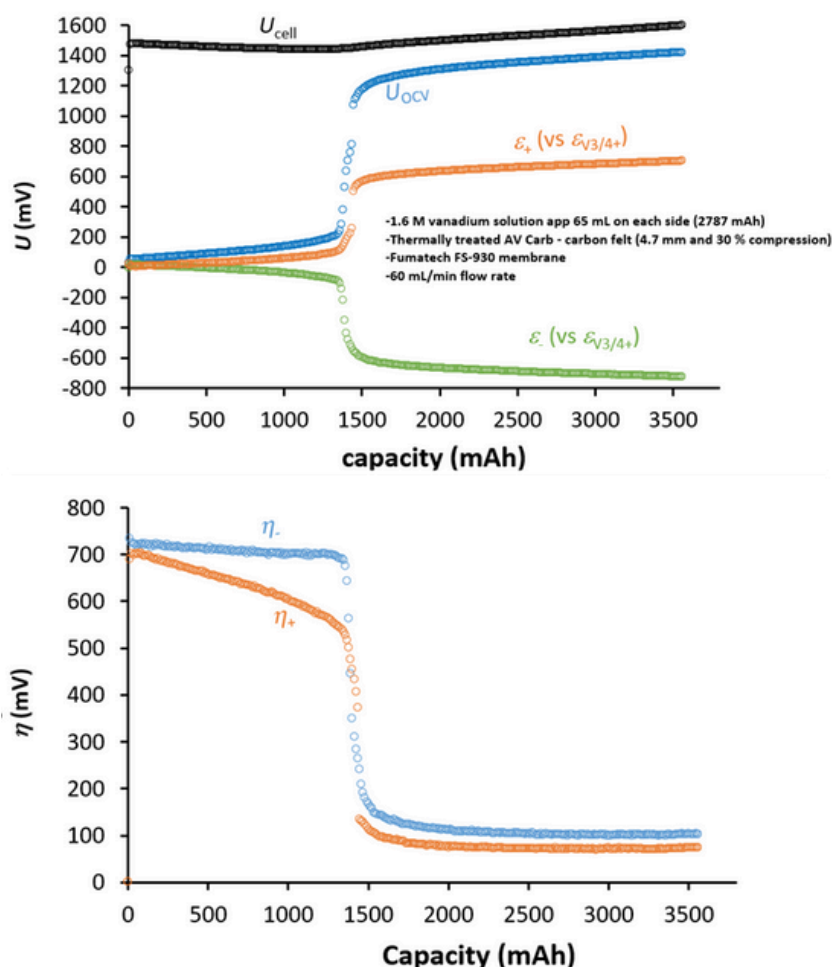 1600
1400
1200
1000
800
600
400
200
0
-200
-400
-600
-800
U (mV)
U_cell
U_OCV
ε₊ (vs ε_V3/4+)
-1.6 M vanadium solution app 65 mL on each side (2787 mAh)
-Thermally treated AV Carb - carbon felt (4.7 mm and 30 % compression)
-Fumatech FS-930 membrane
-60 mL/min flow rate
ε₋ (vs ε_V3/4+)
0 500 1000 1500 2000 2500 3000 3500
capacity (mAh)
800
700
600
500
400
300
200
100
0
η (mV)
η₋
η₊
0 500 1000 1500 2000 2500 3000 3500
Capacity (mAh)